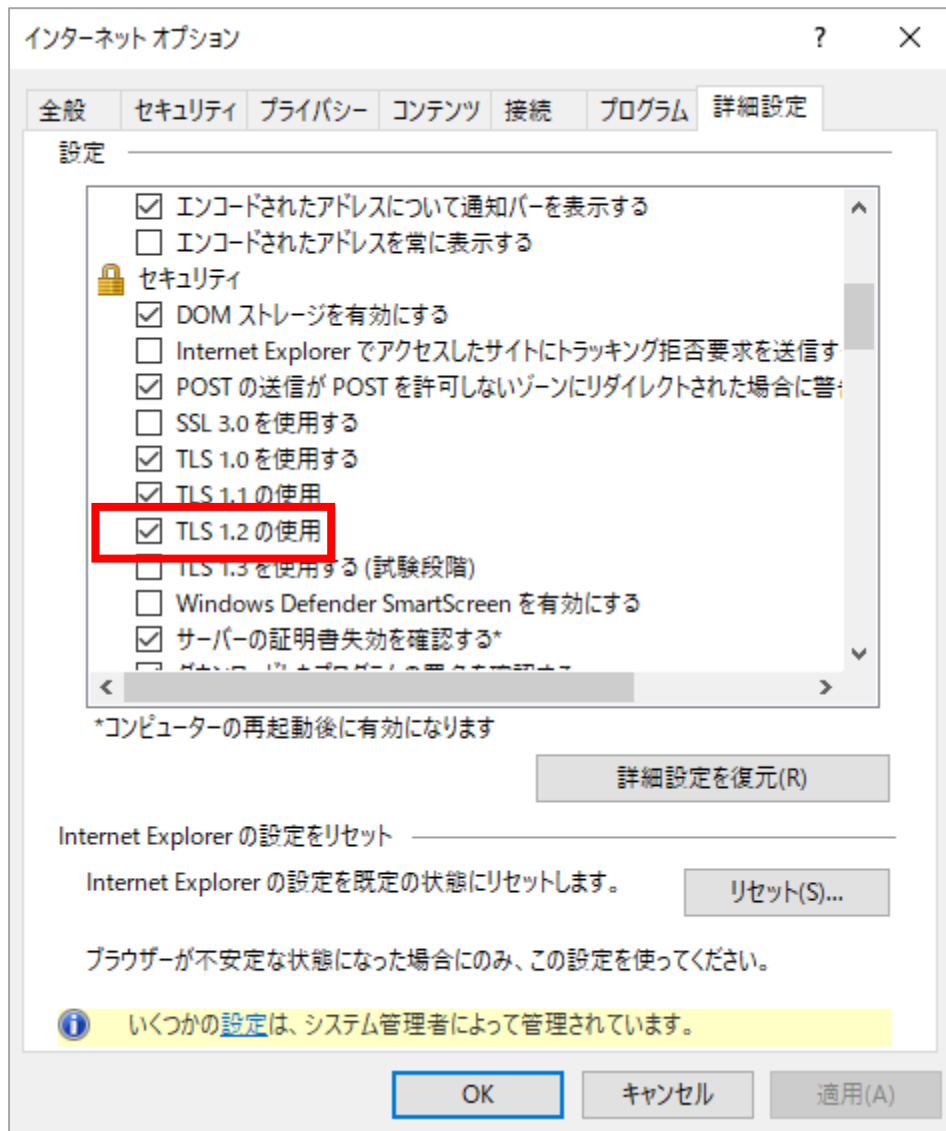 インターネット オプション ? ×
全般 セキュリティ プライバシー コンテンツ 接続 プログラム 詳細設定
設定
エンコードされたアドレスについて通知バーを表示する
エンコードされたアドレスを常に表示する
セキュリティ
DOM ストレージを有効にする
Internet Explorer でアクセスしたサイトにトラッキング拒否要求を送信す
POST の送信が POST を許可しないゾーンにリダイレクトされた場合に警
SSL 3.0 を使用する
TLS 1.0 を使用する
TLS 1.1 の使用
TLS 1.2 の使用
TLS 1.3 を使用する (試験段階)
Windows Defender SmartScreen を有効にする
サーバーの証明書失効を確認する*
*コンピューターの再起動後に有効になります
詳細設定を復元(R)
Internet Explorer の設定をリセット
Internet Explorer の設定を既定の状態にリセットします。
リセット(S)...
ブラウザーが不安定な状態になった場合にのみ、この設定を使ってください。
いくつかの設定は、システム管理者によって管理されています。
OK キャンセル 適用(A)